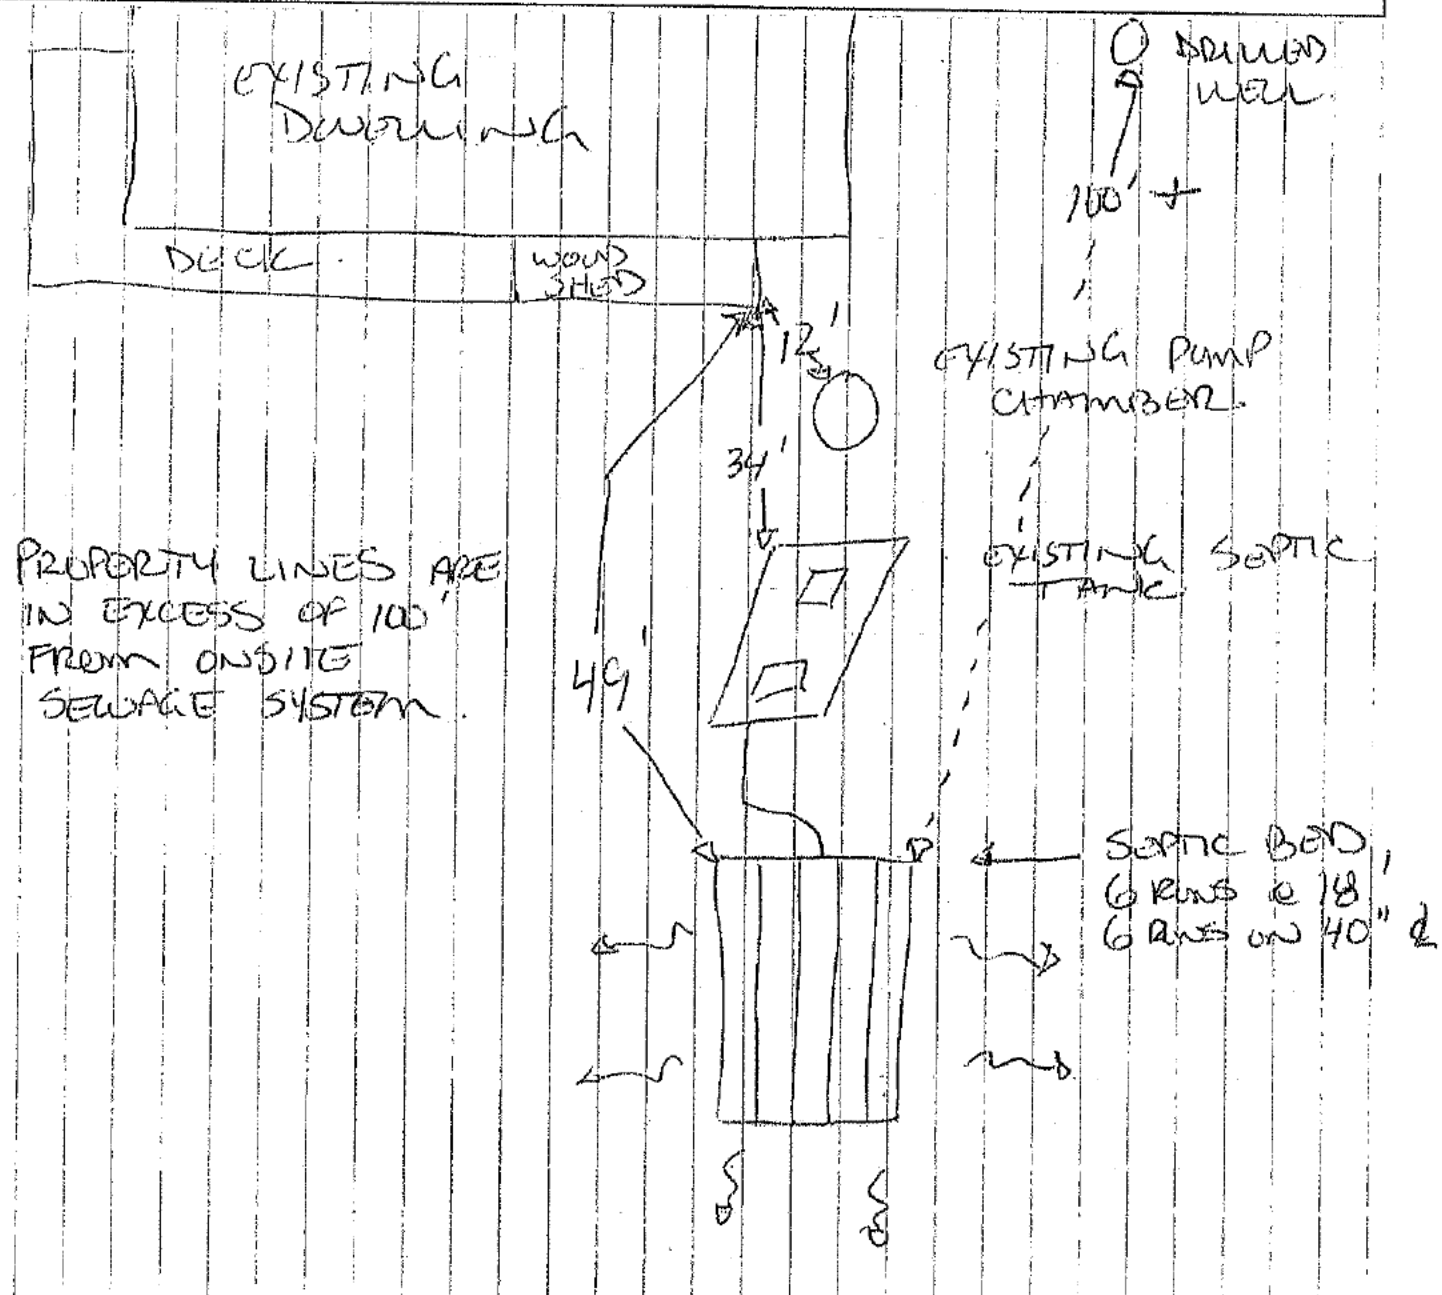 EXISTING
DWELLING
DRILLED
WELL.
100' +
DECK.
WOOD
SHED
12'
EXISTING PUMP
CHAMBER.
34'
EXISTING SEPTIC
TANK.
PROPERTY LINES ARE
IN EXCESS OF 100'
FROM ONSITE
SEWAGE SYSTEM.
49'
SEPTIC BED,
6 RUNS @ 18'
6 RUNS ON 40" ℄